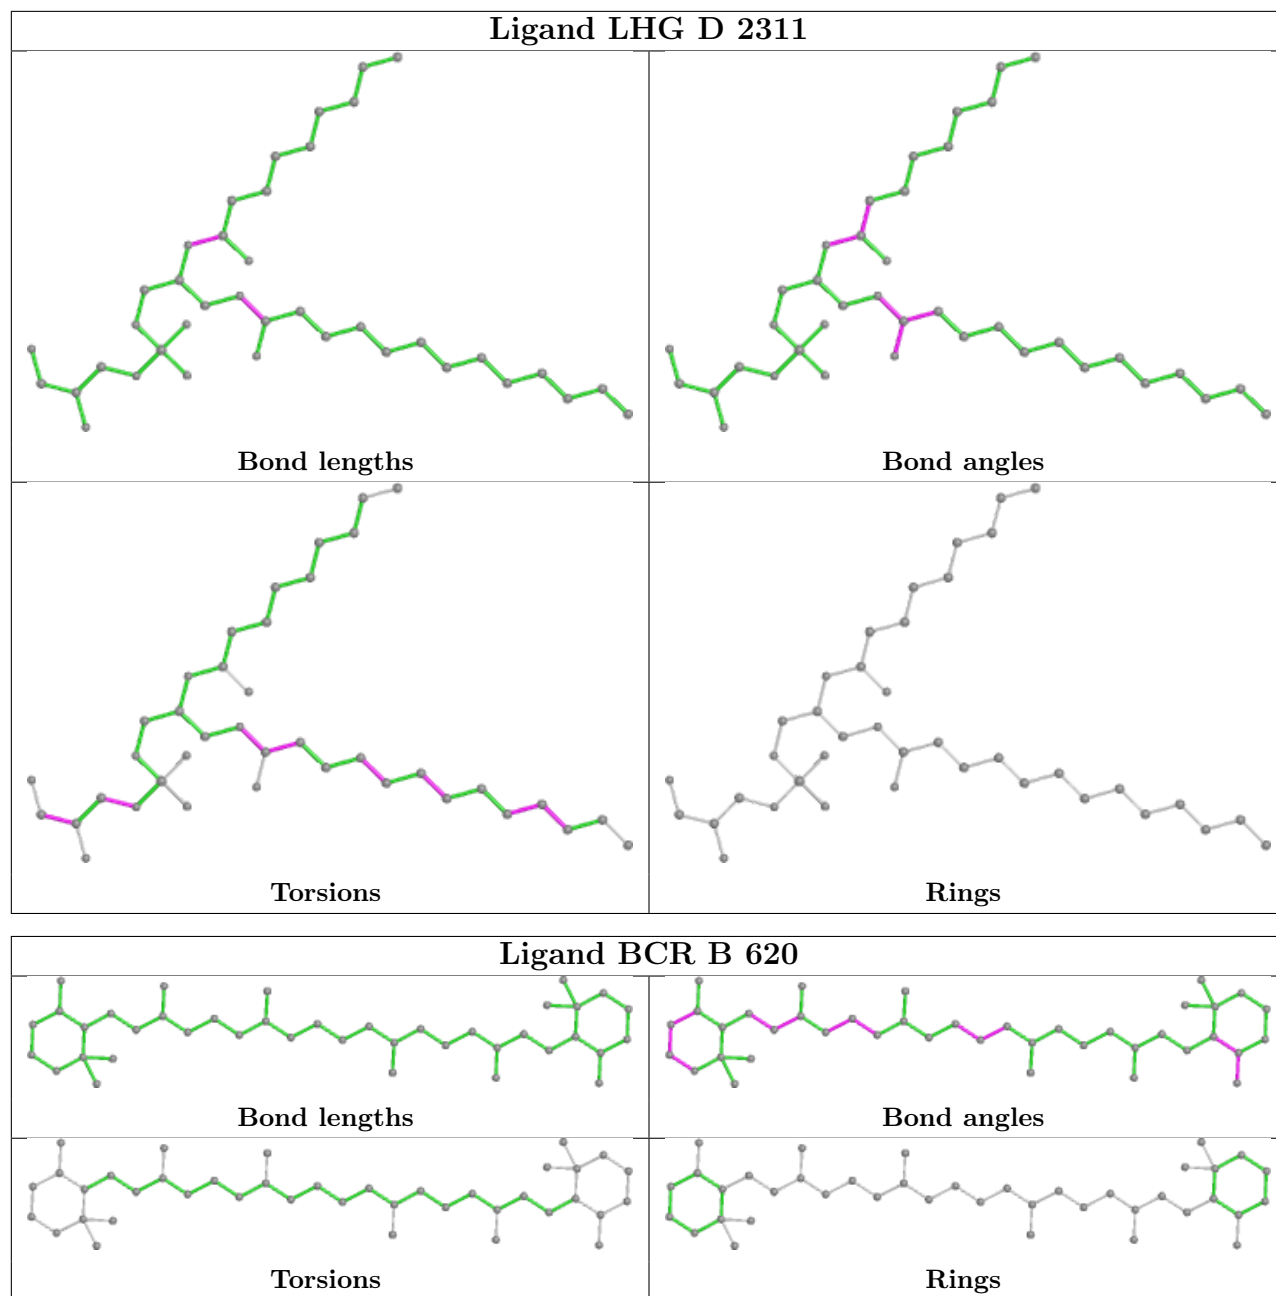 Ligand LHG D 2311
Bond lengths
Bond angles
Torsions
Rings
Ligand BCR B 620
Bond lengths
Bond angles
Torsions
Rings